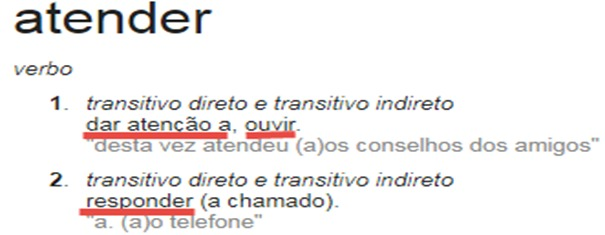 atender
verbo
1. transitivo direto e transitivo indireto
dar atenção a, ouvir.
"desta vez atendeu (a)os conselhos dos amigos"
2. transitivo direto e transitivo indireto
responder (a chamado).
"a. (a)o telefone"